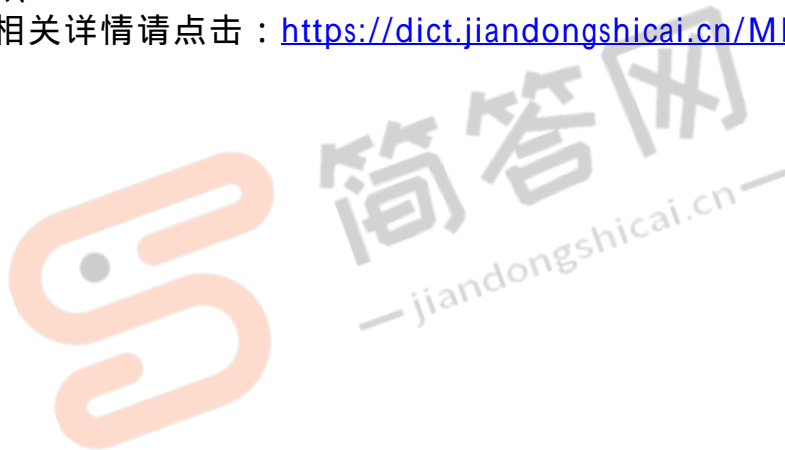 相关详情请点击：https://dict.jiandongshicai.cn/M
简答网
—jiandongshicai.cn—